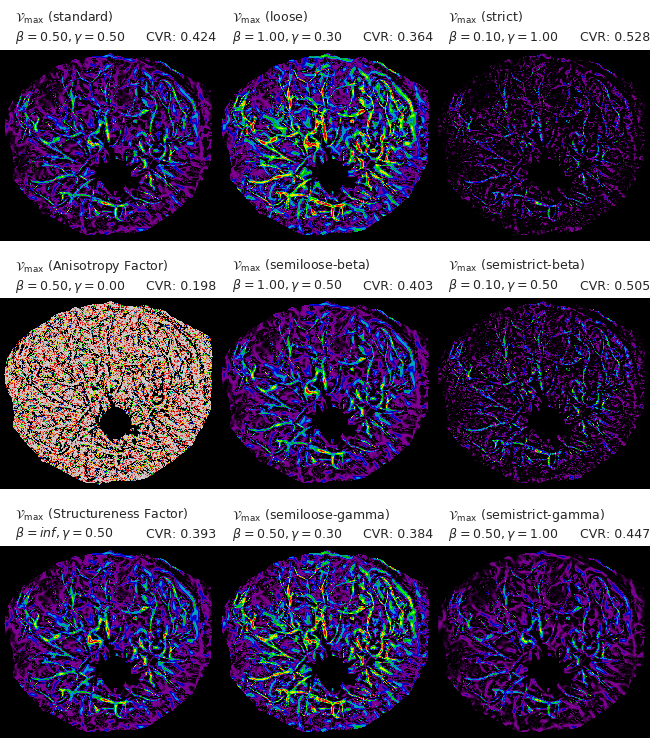 𝒱max (standard)
β = 0.50, γ = 0.50 CVR: 0.424
𝒱max (loose)
β = 1.00, γ = 0.30 CVR: 0.364
𝒱max (strict)
β = 0.10, γ = 1.00 CVR: 0.528
𝒱max (Anisotropy Factor)
β = 0.50, γ = 0.00 CVR: 0.198
𝒱max (semiloose-beta)
β = 1.00, γ = 0.50 CVR: 0.403
𝒱max (semistrict-beta)
β = 0.10, γ = 0.50 CVR: 0.505
𝒱max (Structureness Factor)
β = inf, γ = 0.50 CVR: 0.393
𝒱max (semiloose-gamma)
β = 0.50, γ = 0.30 CVR: 0.384
𝒱max (semistrict-gamma)
β = 0.50, γ = 1.00 CVR: 0.447